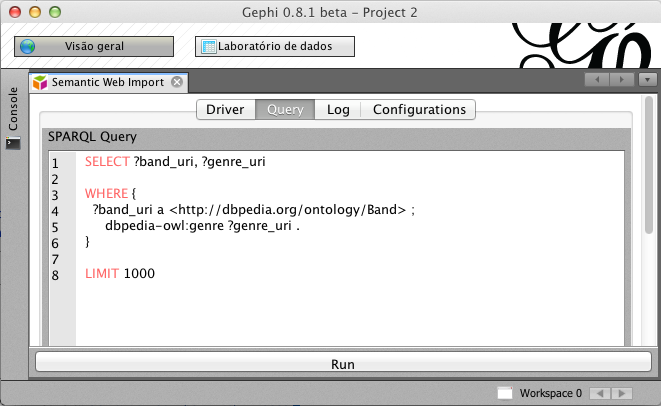 Gephi 0.8.1 beta - Project 2
Visão geral
Laboratório de dados
Console
Semantic Web Import
Driver Query Log Configurations
SPARQL Query
1 SELECT ?band_uri, ?genre_uri
2
3 WHERE {
4 ?band_uri a <http://dbpedia.org/ontology/Band> ;
5 dbpedia-owl:genre ?genre_uri .
6 }
7
8 LIMIT 1000
Run
Workspace 0